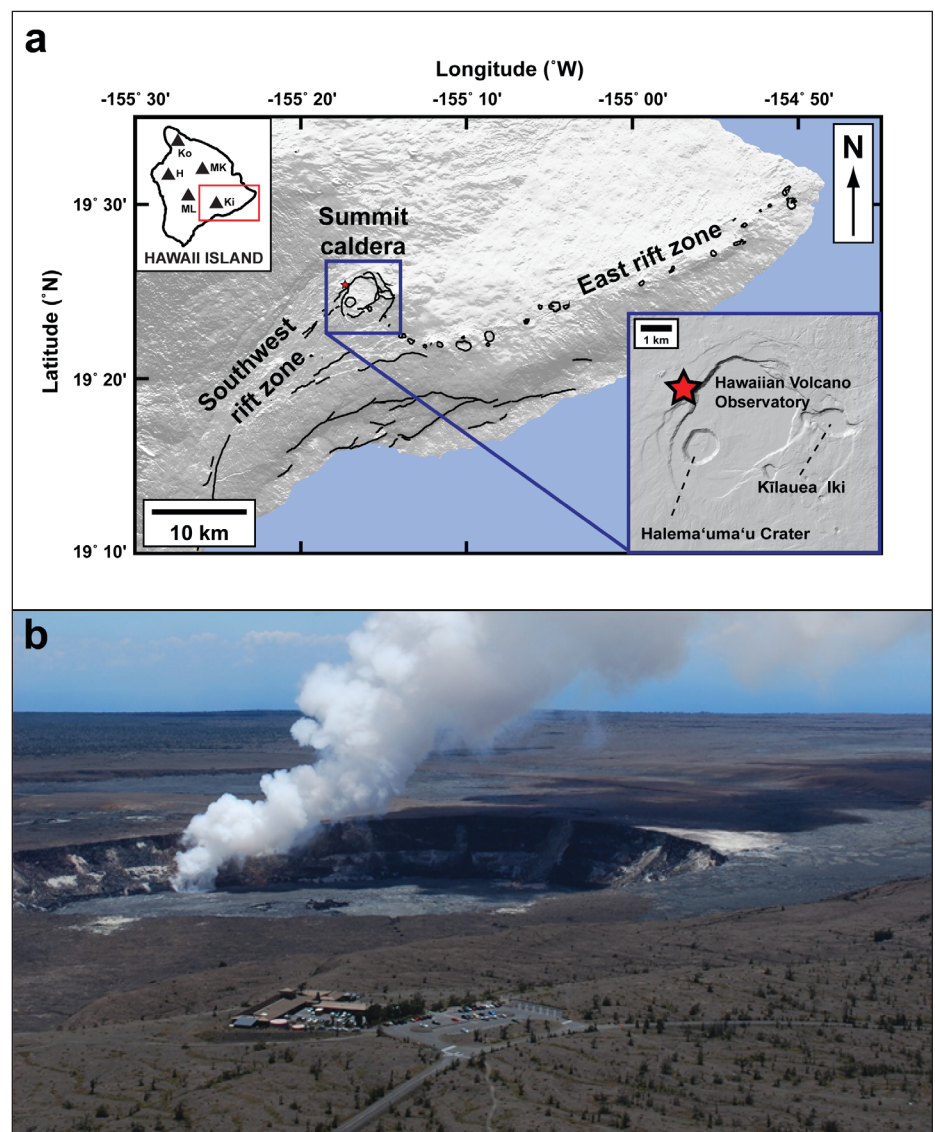 a
Longitude (˚W)
-155˚ 30'
-155˚ 20'
-155˚ 10'
-155˚ 00'
-154˚ 50'
Ko
H
MK
ML
Ki
HAWAII ISLAND
N
19˚ 30'
Summit
caldera
East rift zone
Latitude (˚N)
Southwest
rift zone
1 km
19˚ 20'
Hawaiian Volcano
Observatory
Kīlauea Iki
10 km
Halema‘uma‘u Crater
19˚ 10'
b